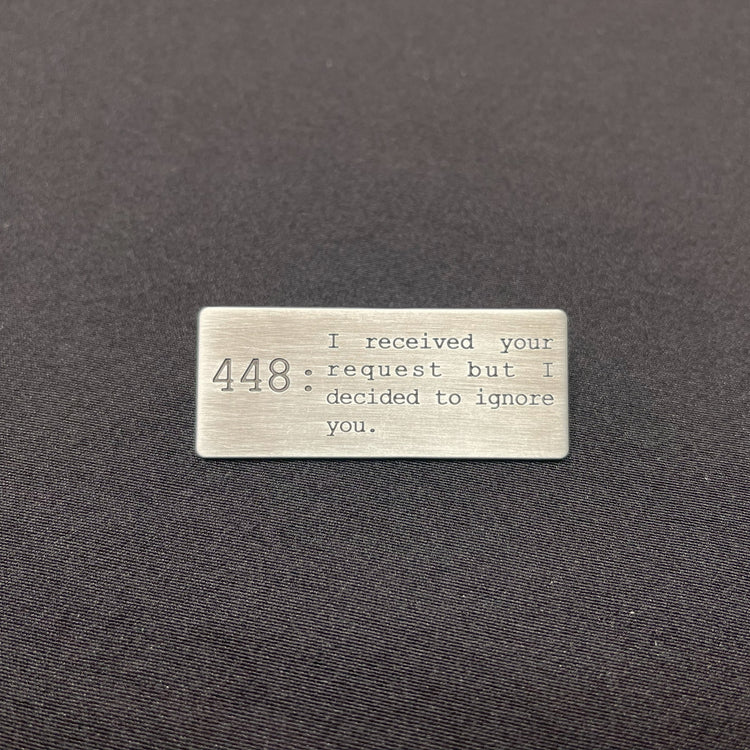 448:
I received your
request but I
decided to ignore
you.